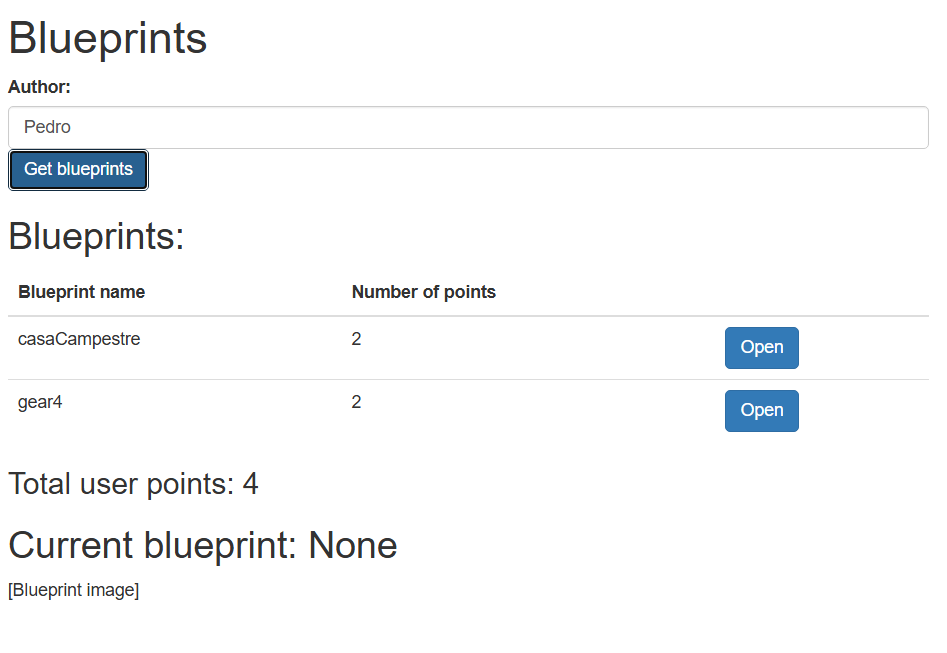 Blueprints
Author:
Pedro
Get blueprints
Blueprints:
Blueprint name Number of points
casaCampestre 2 Open
gear4 2 Open
Total user points: 4
Current blueprint: None
[Blueprint image]